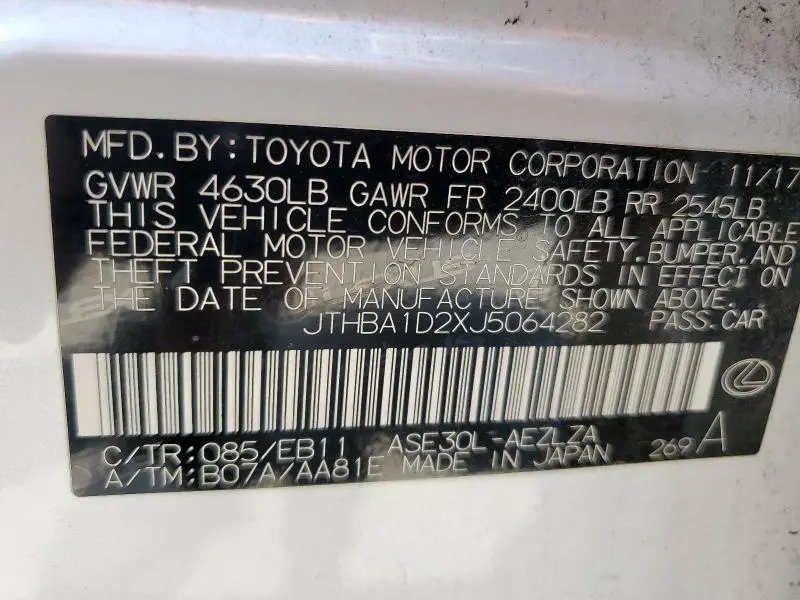 MFD.BY:TOYOTA MOTOR CORPORATION 11/17
GVWR 4630LB GAWR FR 2400LB RR 2545LB
THIS VEHICLE CONFORMS TO ALL APPLICABLE
FEDERAL MOTOR VEHICLE SAFETY.BUMPER.AND
THEFT PREVENTION STANDARDS IN EFFECT ON
THE DATE OF MANUFACTURE SHOWN ABOVE.
JTHBA1D2XJ5064282 PASS.CAR
C/TR:085/EB11 ASE30L-AEZLZA
A/TM:B07A/AA81E MADE IN JAPAN 269 A